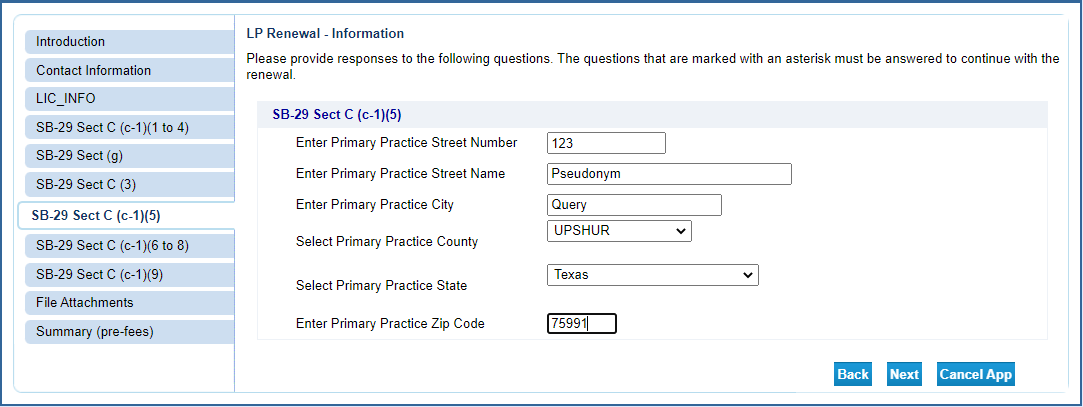 Introduction
Contact Information
LIC_INFO
SB-29 Sect C (c-1)(1 to 4)
SB-29 Sect (g)
SB-29 Sect C (3)
SB-29 Sect C (c-1)(5)
SB-29 Sect C (c-1)(6 to 8)
SB-29 Sect C (c-1)(9)
File Attachments
Summary (pre-fees)
LP Renewal - Information
Please provide responses to the following questions. The questions that are marked with an asterisk must be answered to continue with the
renewal.
SB-29 Sect C (c-1)(5)
Enter Primary Practice Street Number 123
Enter Primary Practice Street Name Pseudonym
Enter Primary Practice City Query
Select Primary Practice County UPSHUR
Select Primary Practice State Texas
Enter Primary Practice Zip Code 75991
Back Next Cancel App